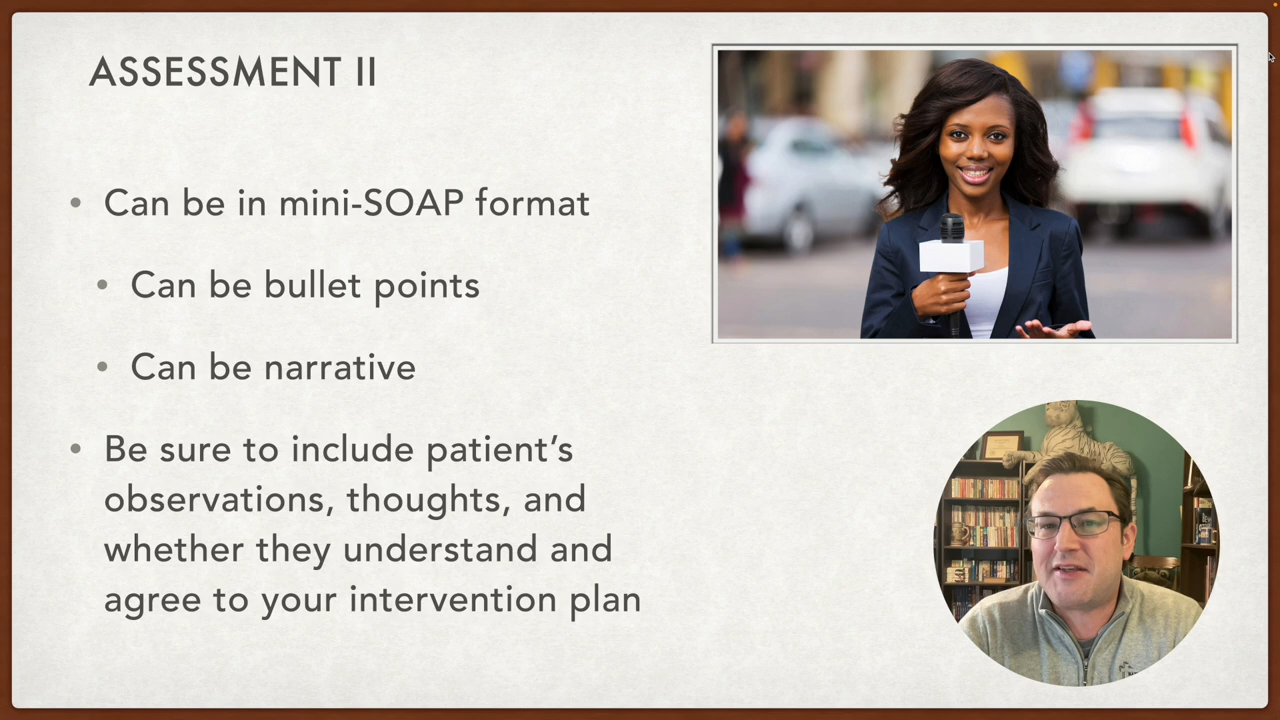 ASSESSMENT II
• Can be in mini-SOAP format
• Can be bullet points
• Can be narrative
• Be sure to include patient’s
observations, thoughts, and
whether they understand and
agree to your intervention plan